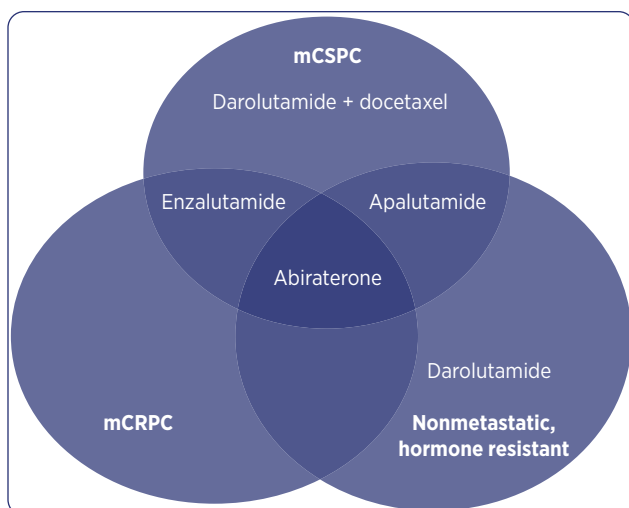 mCSPC
Darolutamide + docetaxel
Enzalutamide
Apalutamide
Abiraterone
Darolutamide
mCRPC
Nonmetastatic,
hormone resistant